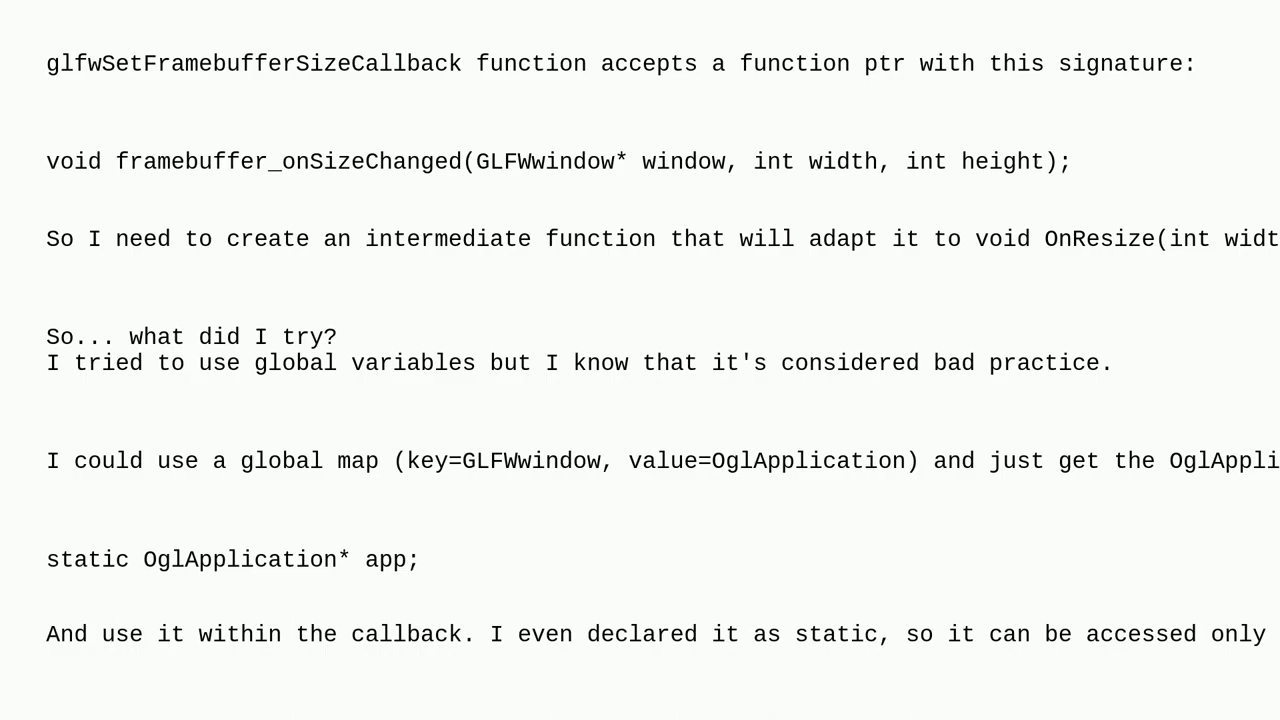 glfwSetFramebufferSizeCallback function accepts a function ptr with this signature:
void framebuffer_onSizeChanged(GLFWwindow* window, int width, int height);
So I need to create an intermediate function that will adapt it to void OnResize(int widt
So... what did I try?
I tried to use global variables but I know that it's considered bad practice.
I could use a global map (key=GLFWwindow, value=OglApplication) and just get the OglAppli
static OglApplication* app;
And use it within the callback. I even declared it as static, so it can be accessed only